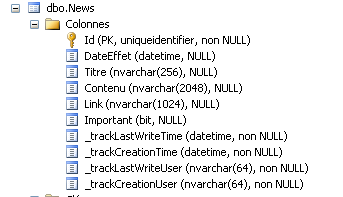 dbo.News
Colonnes
Id (PK, uniqueidentifier, non NULL)
DateEffet (datetime, NULL)
Titre (nvarchar(256), NULL)
Contenu (nvarchar(2048), NULL)
Link (nvarchar(1024), NULL)
Important (bit, NULL)
_trackLastWriteTime (datetime, non NULL)
_trackCreationTime (datetime, non NULL)
_trackLastWriteUser (nvarchar(64), non NULL)
_trackCreationUser (nvarchar(64), non NULL)